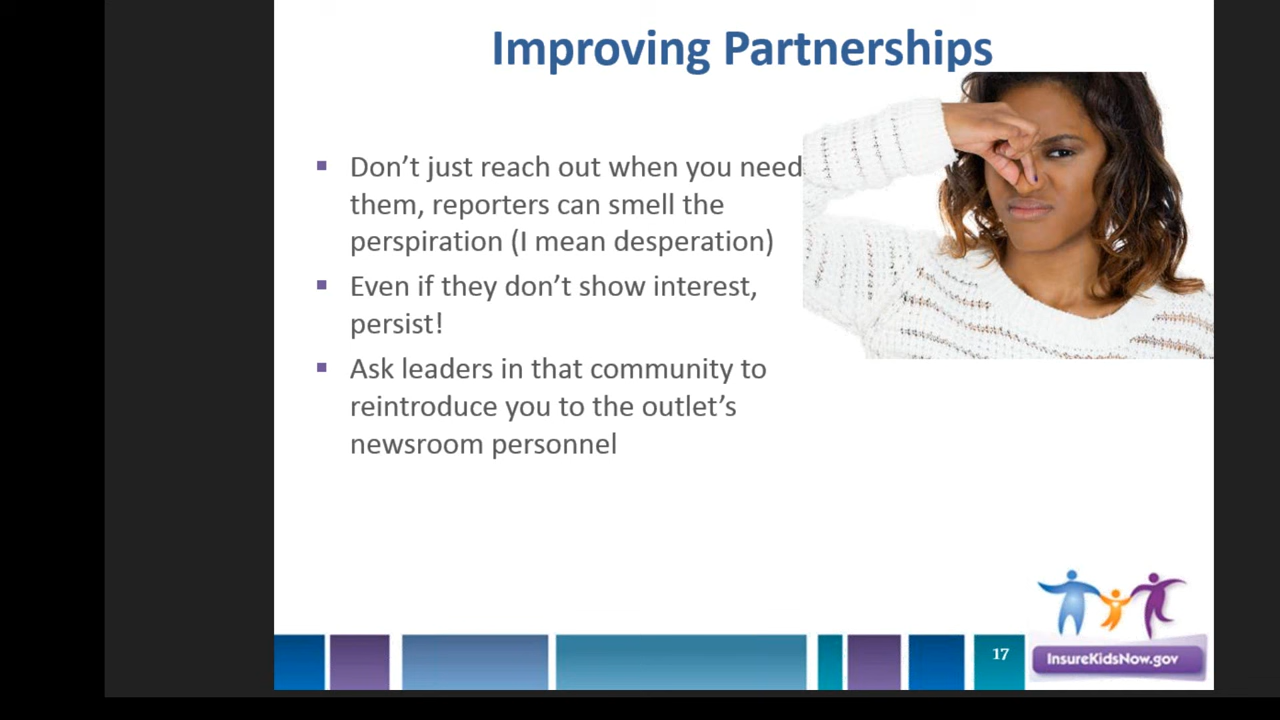 Improving Partnerships
Don’t just reach out when you need
them, reporters can smell the
perspiration (I mean desperation)
Even if they don’t show interest,
persist!
Ask leaders in that community to
reintroduce you to the outlet’s
newsroom personnel
17
InsureKidsNow.gov